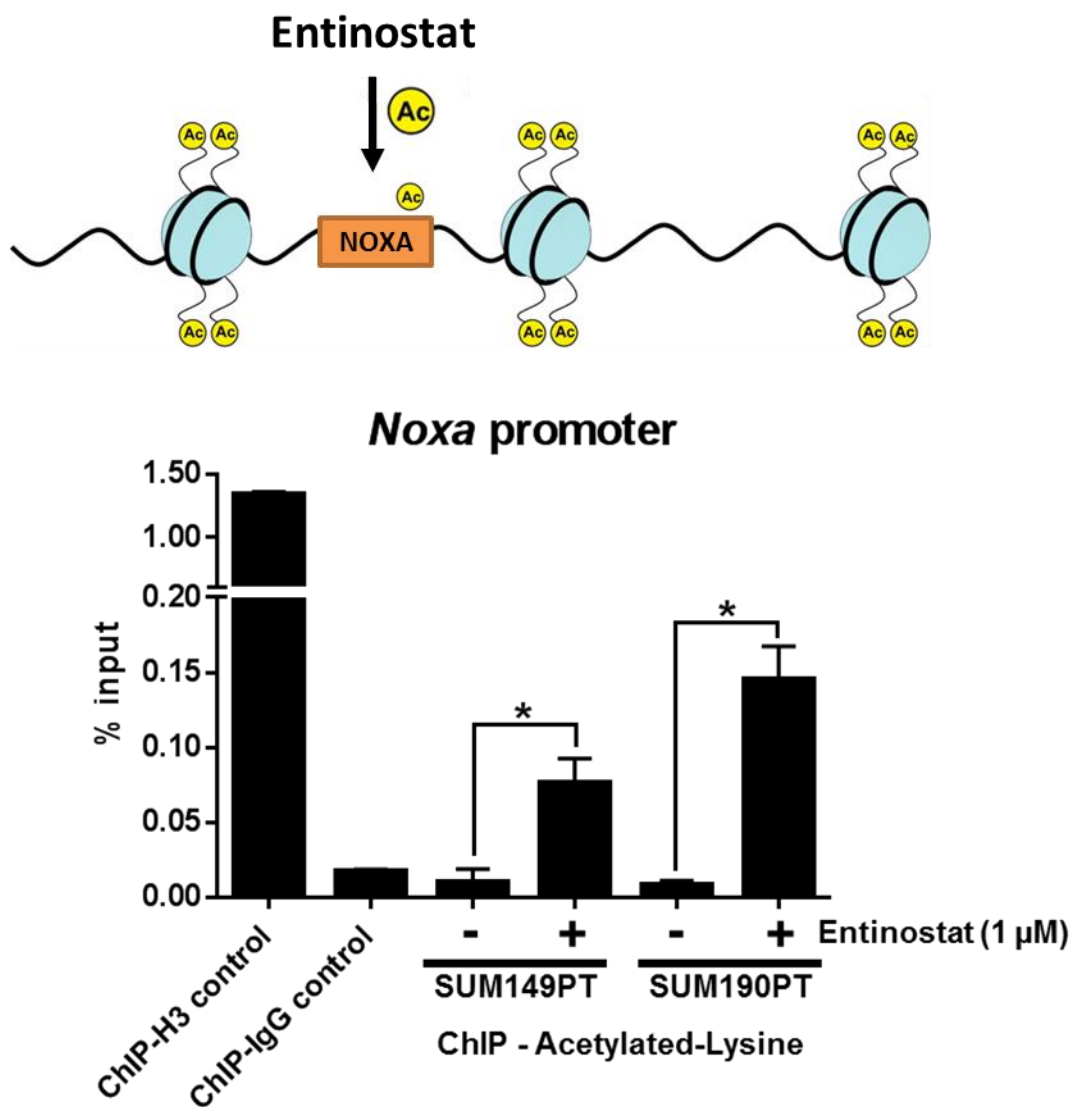 Entinostat
Ac
Ac Ac Ac Ac Ac Ac
Ac
NOXA
Ac Ac Ac Ac Ac Ac
Noxa promoter
1.50
1.00
0.20
0.20
0.15
0.10
0.05
0.00
% input
*
*
- + - + Entinostat (1 µM)
SUM149PT SUM190PT
ChIP-H3 control
ChIP-IgG control
ChIP - Acetylated-Lysine